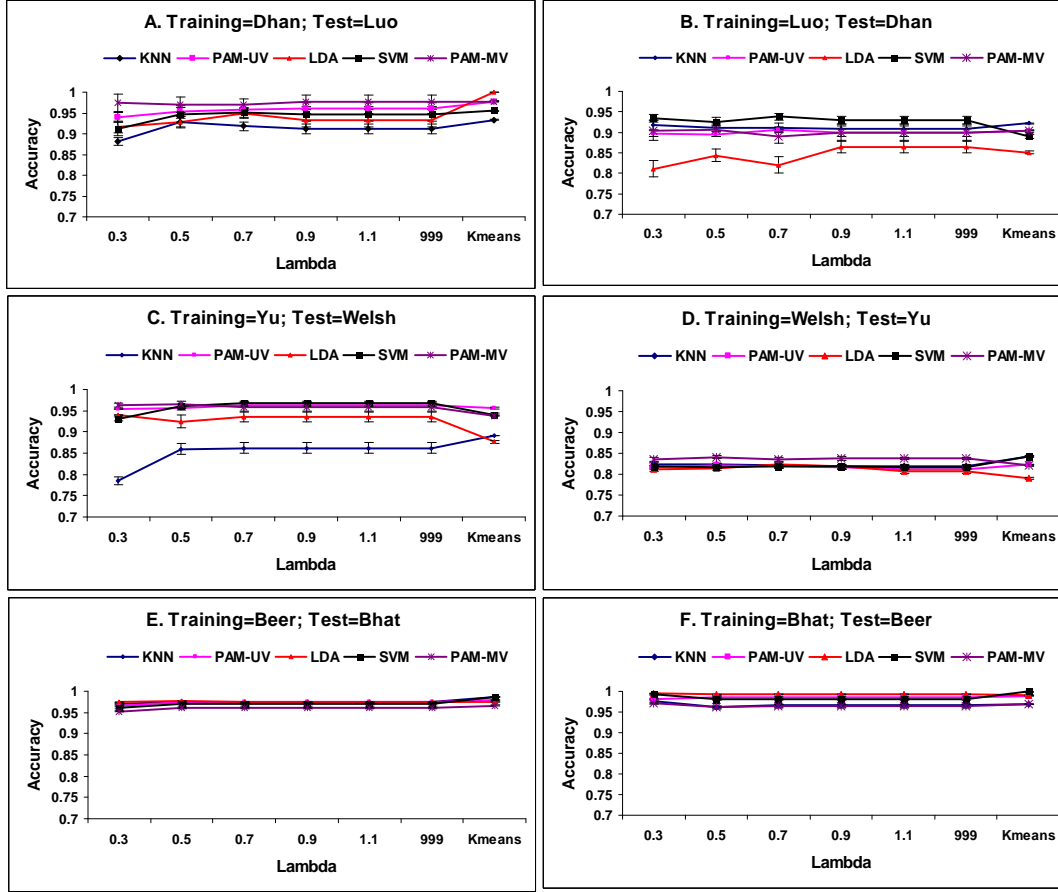 A. Training=Dhan; Test=Luo
KNN PAM-UV LDA SVM PAM-MV
1
0.95
0.9
0.85
0.8
0.75
0.7
Accuracy
0.3 0.5 0.7 0.9 1.1 999 Kmeans
Lambda
B. Training=Luo; Test=Dhan
KNN PAM-UV LDA SVM PAM-MV
1
0.95
0.9
0.85
0.8
0.75
0.7
Accuracy
0.3 0.5 0.7 0.9 1.1 999 Kmeans
Lambda
C. Training=Yu; Test=Welsh
KNN PAM-UV LDA SVM PAM-MV
1
0.95
0.9
0.85
0.8
0.75
0.7
Accuracy
0.3 0.5 0.7 0.9 1.1 999 Kmeans
Lambda
D. Training=Welsh; Test=Yu
KNN PAM-UV LDA SVM PAM-MV
1
0.95
0.9
0.85
0.8
0.75
0.7
Accuracy
0.3 0.5 0.7 0.9 1.1 999 Kmeans
Lambda
E. Training=Beer; Test=Bhat
KNN PAM-UV LDA SVM PAM-MV
1
0.95
0.9
0.85
0.8
0.75
0.7
Accuracy
0.3 0.5 0.7 0.9 1.1 999 Kmeans
Lambda
F. Training=Bhat; Test=Beer
KNN PAM-UV LDA SVM PAM-MV
1
0.95
0.9
0.85
0.8
0.75
0.7
Accuracy
0.3 0.5 0.7 0.9 1.1 999 Kmeans
Lambda